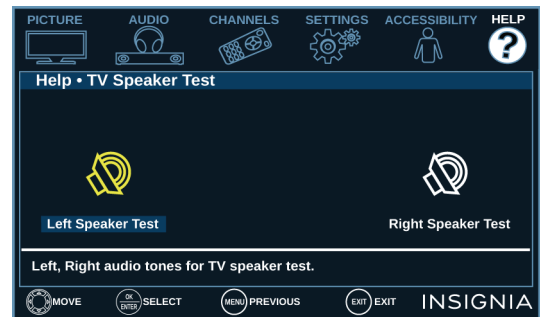 PICTURE AUDIO CHANNELS SETTINGS ACCESSIBILITY HELP
?
Help • TV Speaker Test
Left Speaker Test Right Speaker Test
Left, Right audio tones for TV speaker test.
MOVE OK ENTER SELECT MENU PREVIOUS EXIT EXIT INSIGNIA